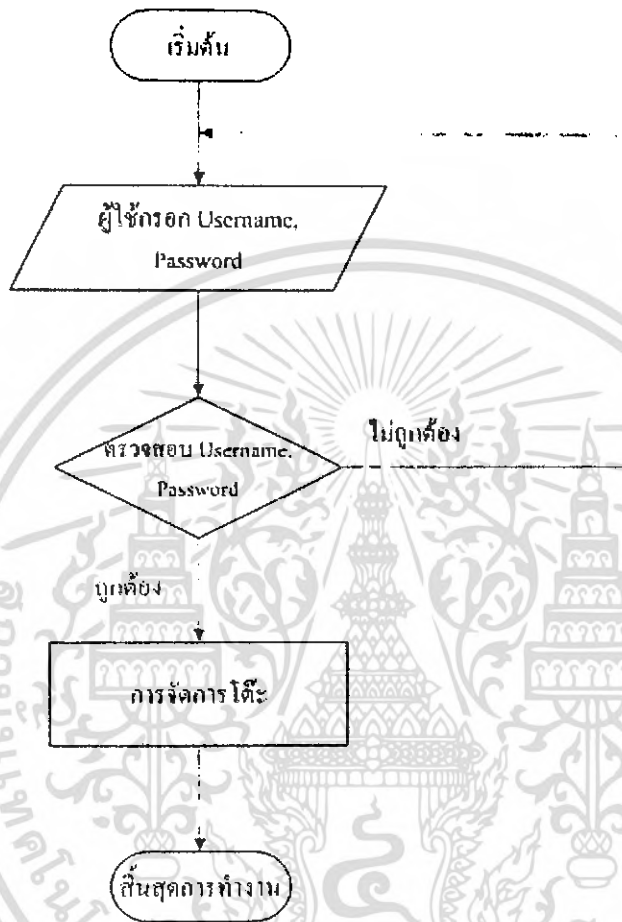 เริ่มต้น
ผู้ใช้กรอก Username,
Password
ตรวจสอบ Username,
Password
ไม่ถูกต้อง
ถูกต้อง
การจัดการโต๊ะ
สิ้นสุดการทำงาน